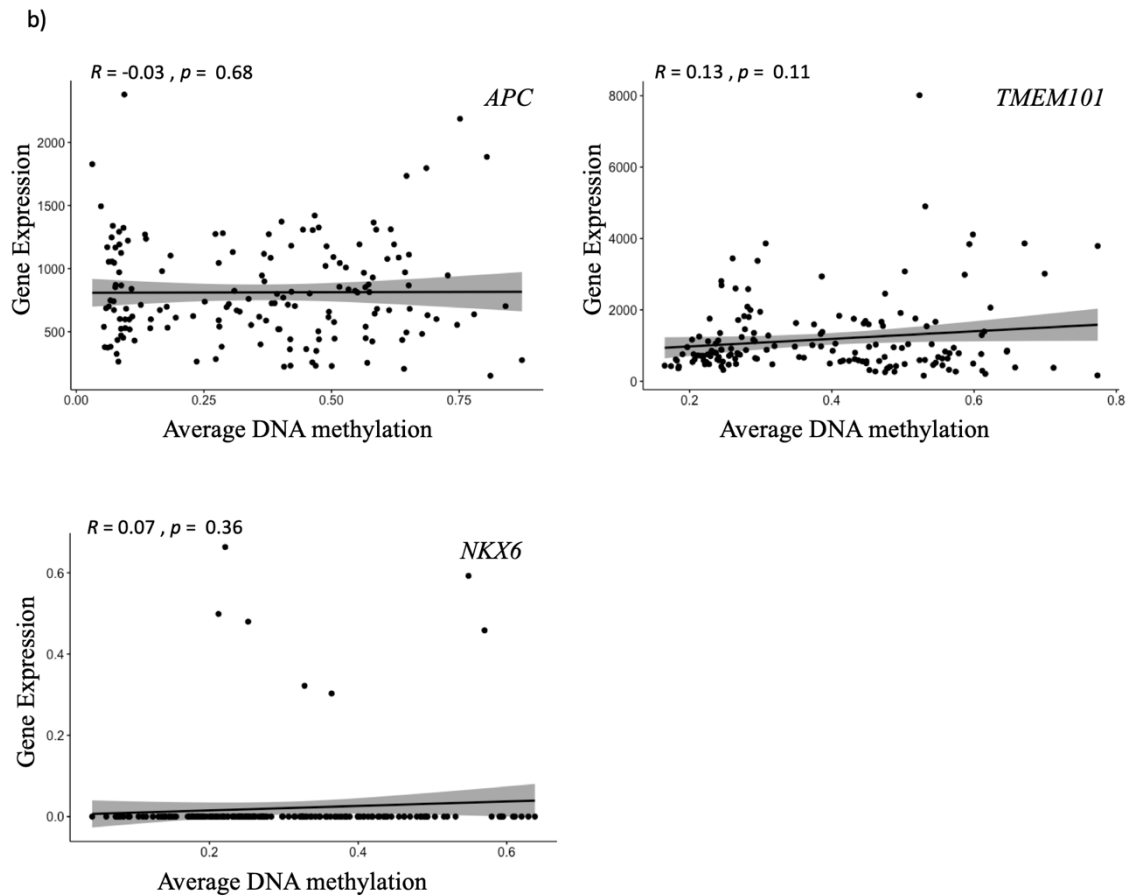 b)
R = -0.03 , p = 0.68
APC
2000
1500
1000
500
Gene Expression
0.00 0.25 0.50 0.75
Average DNA methylation
R = 0.13 , p = 0.11
TMEM101
8000
6000
4000
2000
0
Gene Expression
0.2 0.4 0.6 0.8
Average DNA methylation
R = 0.07 , p = 0.36
NKX6
0.6
0.4
0.2
0.0
Gene Expression
0.2 0.4 0.6
Average DNA methylation